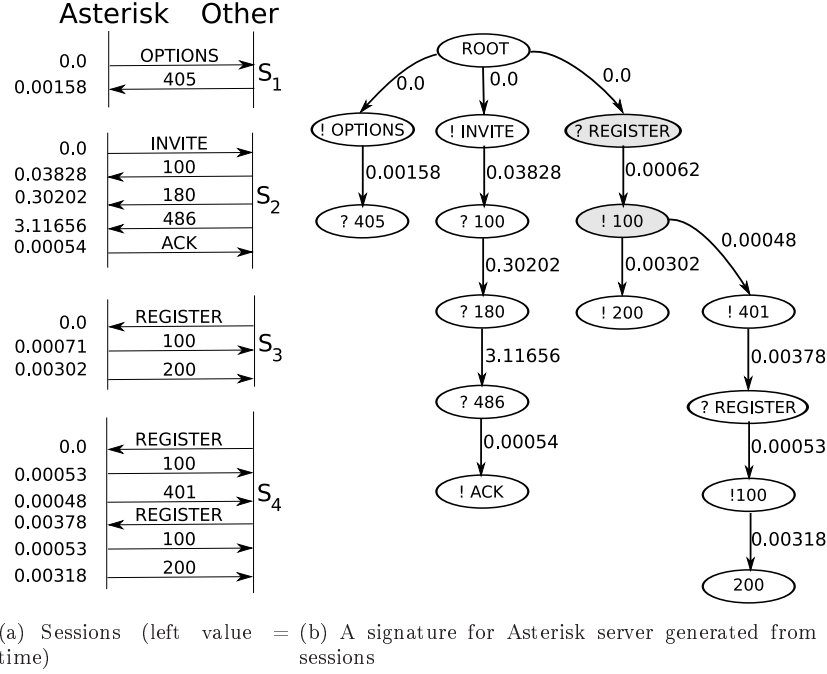 Asterisk Other
0.0 OPTIONS
0.00158 405 S1
0.0 INVITE
0.03828 100
0.30202 180 S2
3.11656 486
0.00054 ACK
0.0 REGISTER
0.00071 100 S3
0.00302 200
0.0 REGISTER
0.00053 100
0.00048 401 S4
0.00378 REGISTER
0.00053 100
0.00318 200
ROOT
0.0 0.0 0.0
! OPTIONS ! INVITE ? REGISTER
0.00158 0.03828 0.00062
? 405 ? 100 ! 100
0.30202 0.00302 0.00048
? 180 ! 200 ! 401
3.11656 0.00378
? 486 ? REGISTER
0.00054 0.00053
! ACK !100
0.00318
200
(a) Sessions (left value = time)
(b) A signature for Asterisk server generated from
sessions